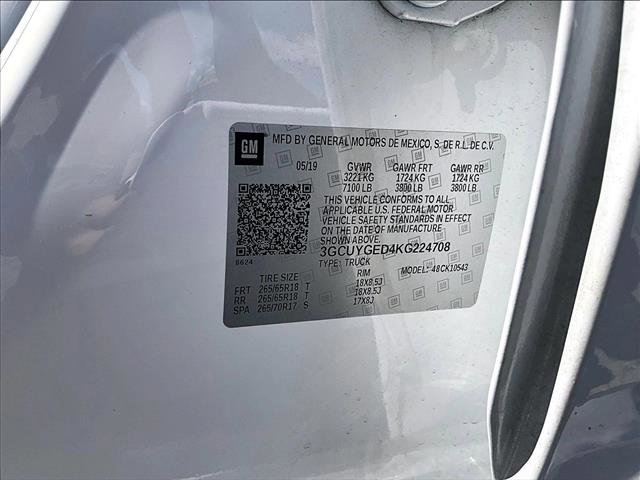 GM
MFD BY GENERAL MOTORS DE MEXICO, S. DE R.L. DE C.V.
05/19 GVWR GAWR FRT GAWR RR
3221 KG 1724 KG 1724 KG
7100 LB 3800 LB 3800 LB
THIS VEHICLE CONFORMS TO ALL
APPLICABLE U.S. FEDERAL MOTOR
VEHICLE SAFETY STANDARDS IN EFFECT
ON THE DATE OF MANUFACTURE
SHOWN ABOVE.
3GCUYGED4KG224708
8624 TYPE: TRUCK MODEL: 48CK10543
TIRE SIZE RIM
FRT 265/65R18 T 18X8.5J
RR 265/65R18 T 18X8.5J
SPA 265/70R17 S 17X8J